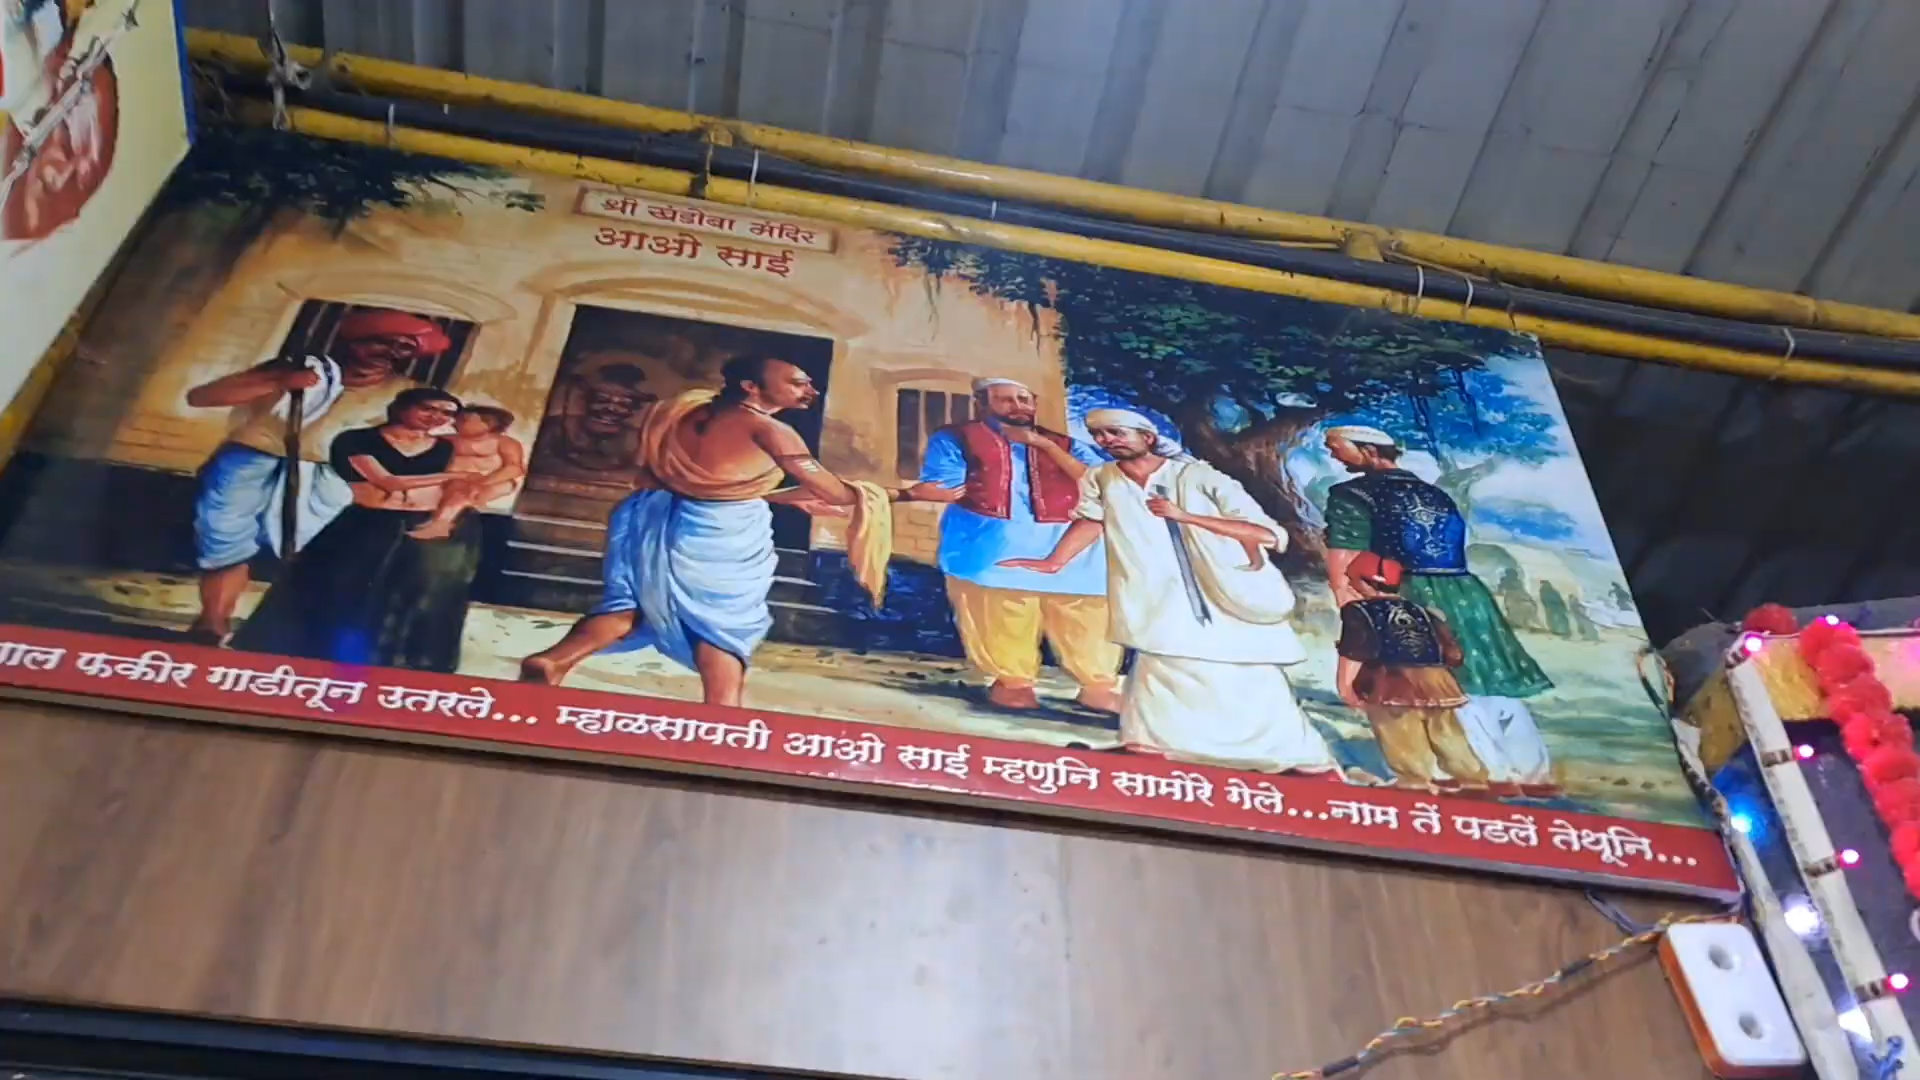 श्री खंडोबा मंदिर
आओ साई
फकीर गाडीतून उतरले... म्हाळसापती आओ साई म्हणुनि सामोरे गेले...नाम तें पडलें तेथूनि...